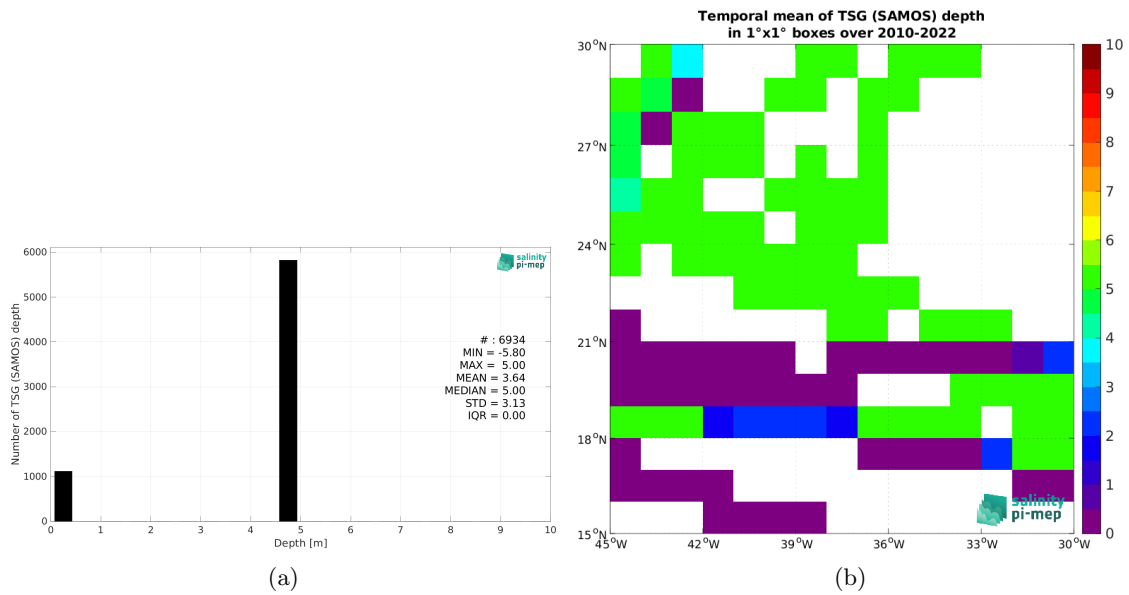 6000
5000
4000
3000
2000
1000
0
Number of TSG (SAMOS) depth
salinity
pi-mep
# : 6934
MIN = -5.80
MAX = 5.00
MEAN = 3.64
MEDIAN = 5.00
STD = 3.13
IQR = 0.00
0 1 2 3 4 5 6 7 8 9 10
Depth [m]
(a)
Temporal mean of TSG (SAMOS) depth
in 1°x1° boxes over 2010-2022
30°N
27°N
24°N
21°N
18°N
15°N
45°W 42°W 39°W 36°W 33°W 30°W
salinity
pi-mep
10
9
8
7
6
5
4
3
2
1
0
(b)